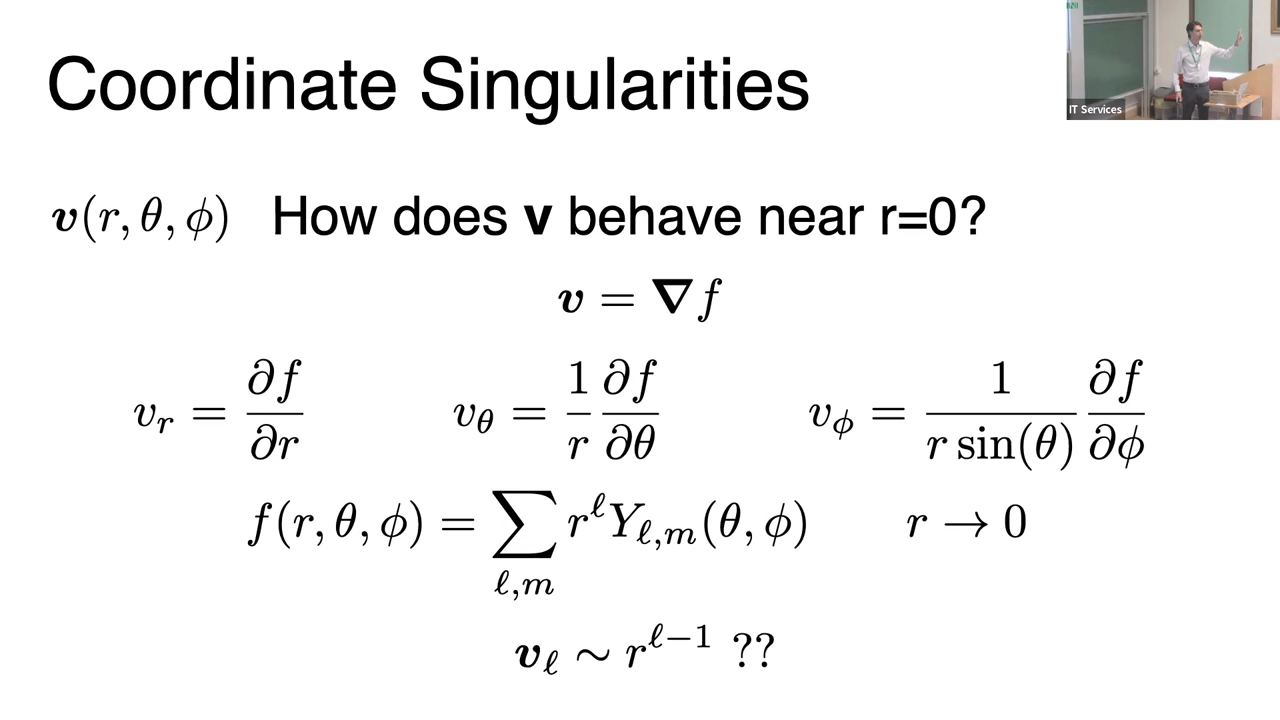 Coordinate Singularities
IT Services
𝒗(r, θ, ϕ) How does v behave near r=0?
𝒗 = ∇f
v_r = ∂f/∂r    v_θ = 1/r ∂f/∂θ    v_ϕ = 1/(r sin(θ)) ∂f/∂ϕ
f(r, θ, ϕ) = ∑_{ℓ,m} r^ℓ Y_{ℓ,m}(θ, ϕ)    r → 0
𝒗_ℓ ∼ r^{ℓ−1} ??